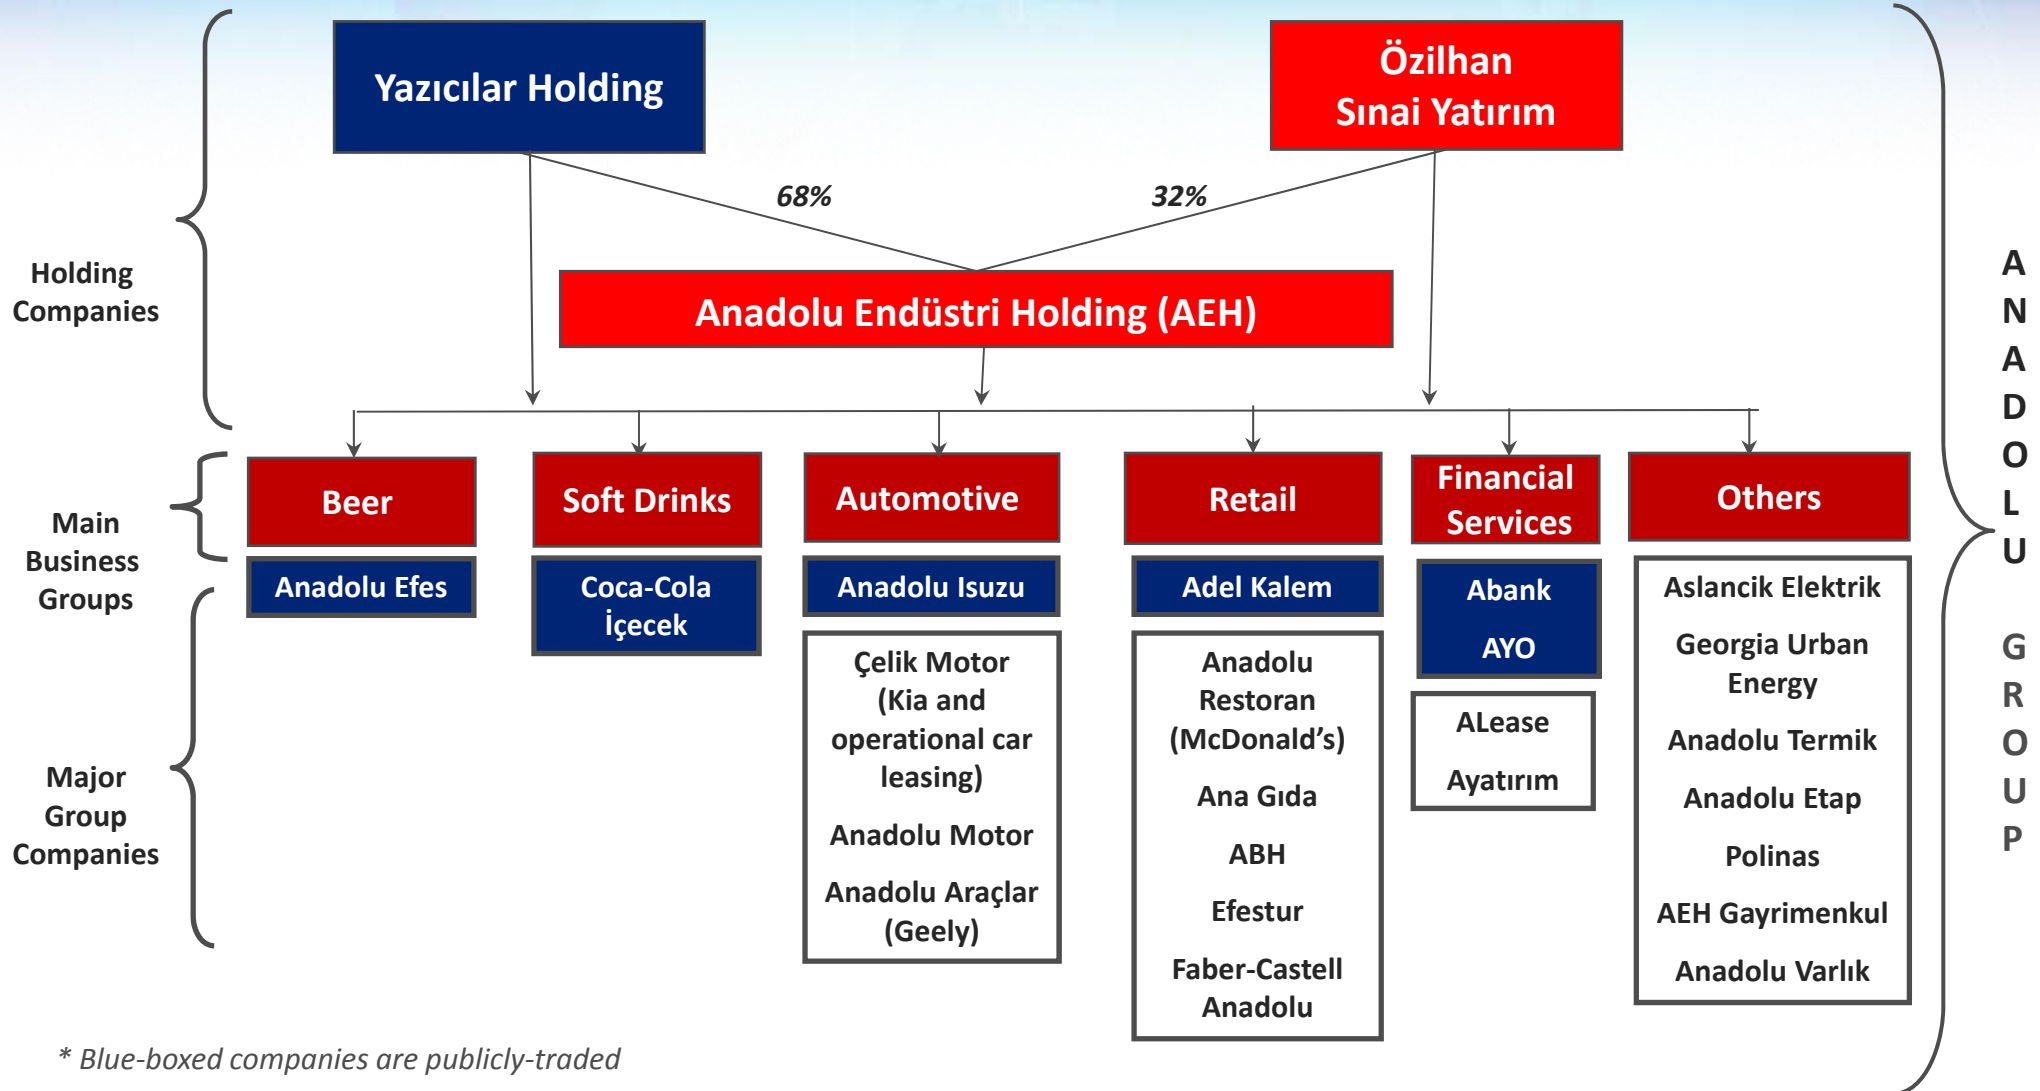 Yazıcılar Holding
Özilhan
Sınai Yatırım
68%
32%
Holding
Companies
Anadolu Endüstri Holding (AEH)
Main
Business
Groups
Beer
Soft Drinks
Automotive
Retail
Financial
Services
Others
Major
Group
Companies
Anadolu Efes
Coca-Cola
İçecek
Anadolu Isuzu
Çelik Motor
(Kia and
operational car
leasing)
Anadolu Motor
Anadolu Araçlar
(Geely)
Adel Kalem
Anadolu
Restoran
(McDonald’s)
Ana Gıda
ABH
Efestur
Faber-Castell
Anadolu
Abank
AYO
ALease
Ayatırım
Aslancik Elektrik
Georgia Urban
Energy
Anadolu Termik
Anadolu Etap
Polinas
AEH Gayrimenkul
Anadolu Varlık
ANADOLU GROUP
* Blue-boxed companies are publicly-traded